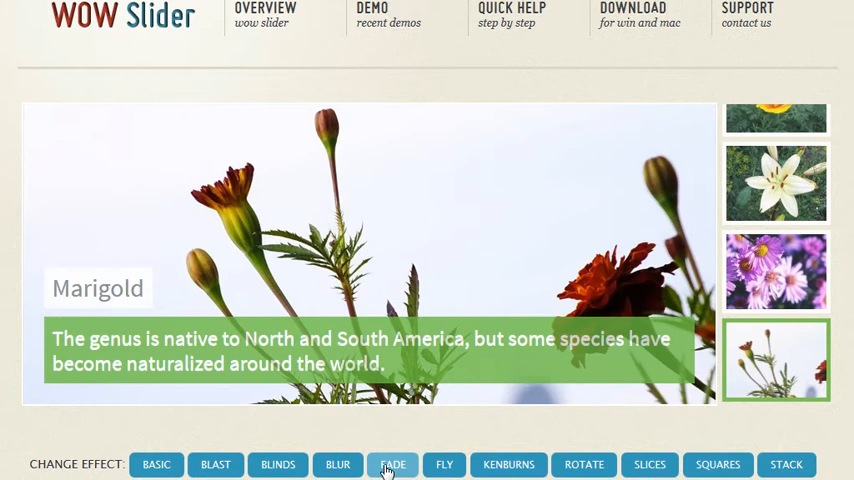 WOW Slider
OVERVIEW
wow slider
DEMO
recent demos
QUICK HELP
step by step
DOWNLOAD
for win and mac
SUPPORT
contact us
Marigold
The genus is native to North and South America, but some species have
become naturalized around the world.
CHANGE EFFECT: BASIC BLAST BLINDS BLUR FADE FLY KENBURNS ROTATE SLICES SQUARES STACK